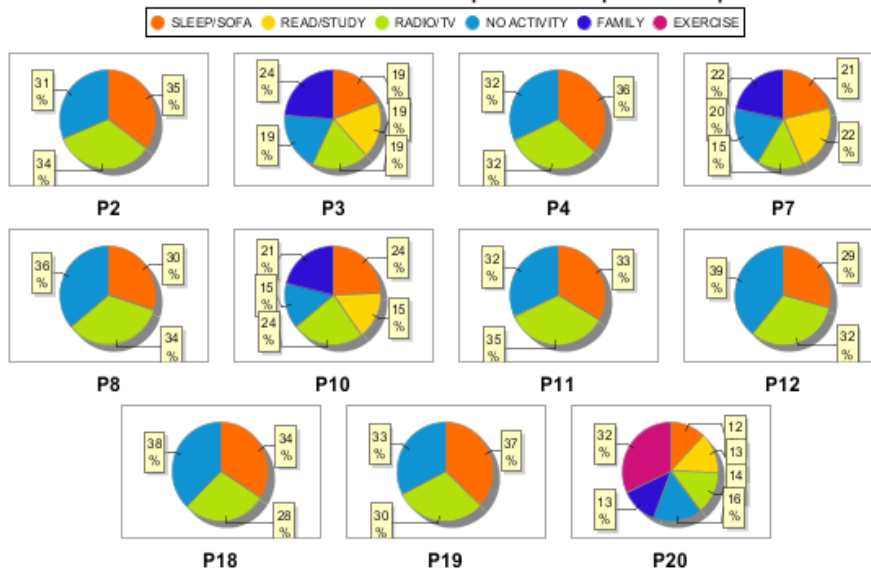 SLEEP/SOFA READ/STUDY RADIO/TV NO ACTIVITY FAMILY EXERCISE
31 % 35 % 34 %
P2
24 % 19 % 19 % 19 % 19 %
P3
32 % 36 % 32 %
P4
22 % 21 % 20 % 22 % 15 %
P7
36 % 30 % 34 %
P8
21 % 24 % 15 % 15 % 24 %
P10
32 % 33 % 35 %
P11
39 % 29 % 32 %
P12
38 % 34 % 28 %
P18
33 % 37 % 30 %
P19
32 % 12 13 14 16 % 13 %
P20